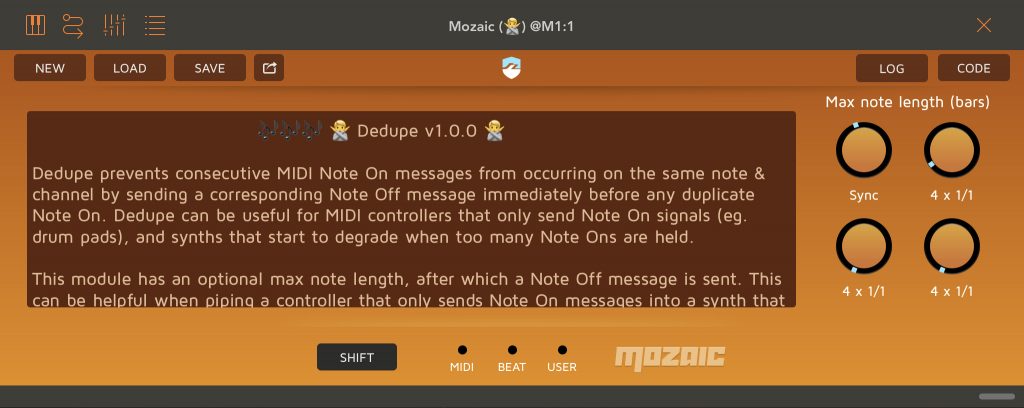 Mozaic (🙅) @M1:1
NEW LOAD SAVE LOG CODE
Max note length (bars)
🎶🎶🎶 🙅 Dedupe v1.0.0 🙅
Dedupe prevents consecutive MIDI Note On messages from occurring on the same note &
channel by sending a corresponding Note Off message immediately before any duplicate
Note On. Dedupe can be useful for MIDI controllers that only send Note On signals (eg.
drum pads), and synths that start to degrade when too many Note Ons are held.
This module has an optional max note length, after which a Note Off message is sent. This
can be helpful when piping a controller that only sends Note On messages into a synth that
Sync 4 x 1/1
4 x 1/1 4 x 1/1
SHIFT
MIDI BEAT USER
MOZAIC